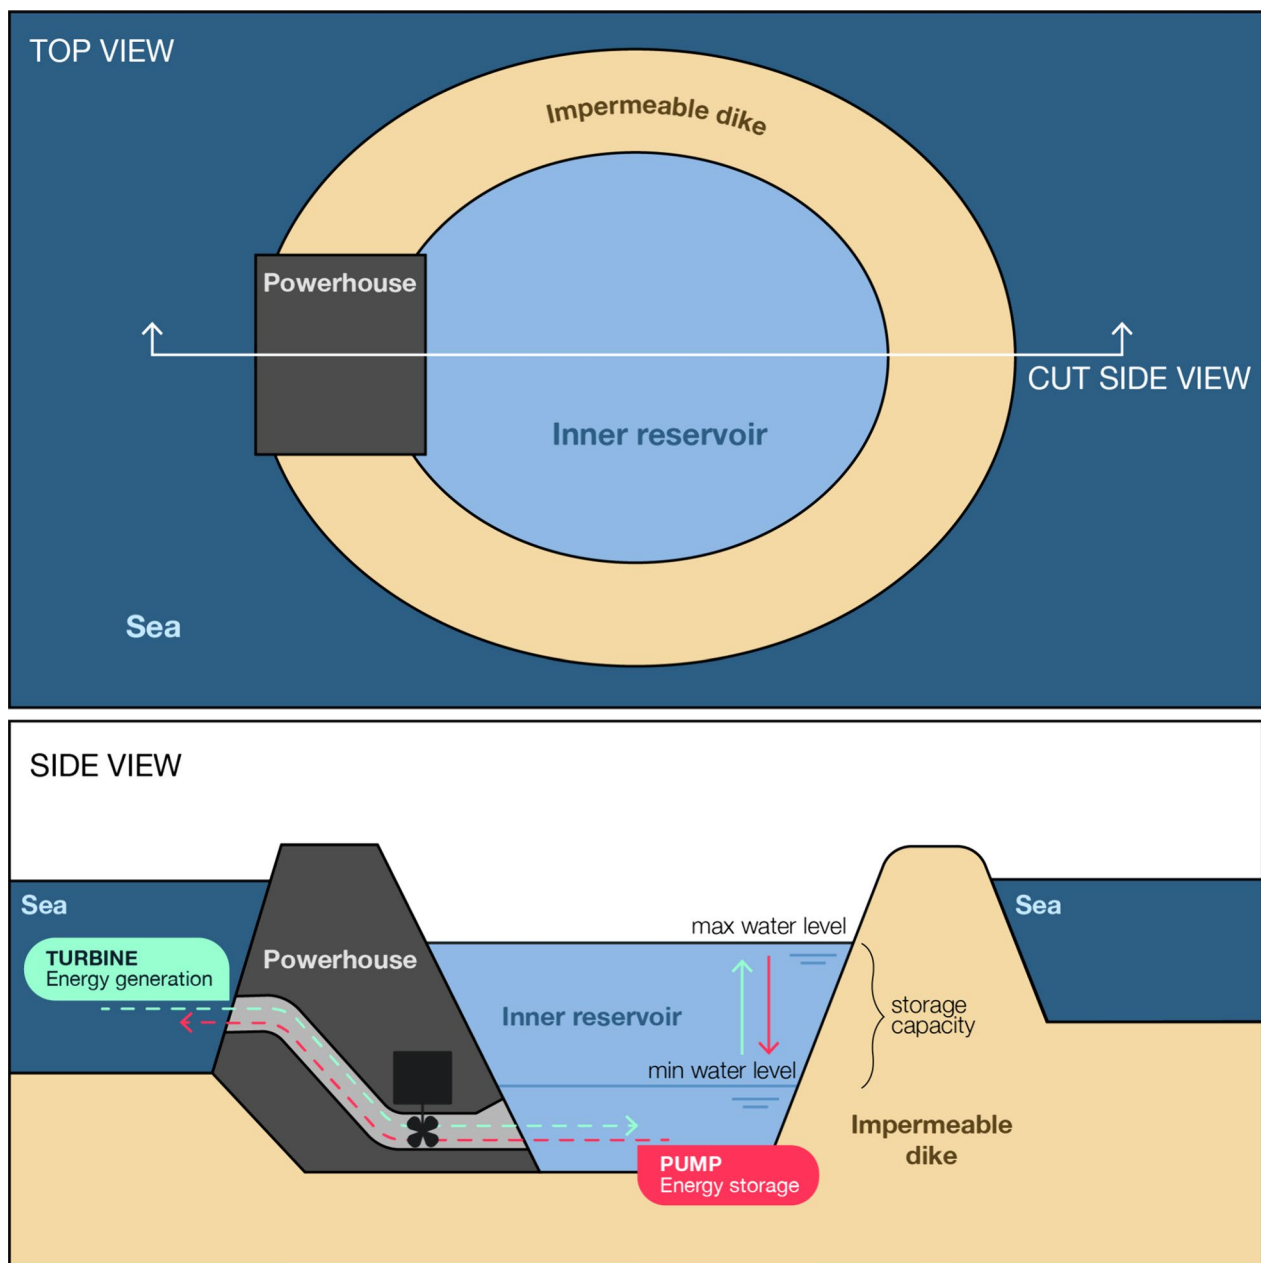 TOP VIEW
Impermeable dike
Powerhouse
CUT SIDE VIEW
Inner reservoir
Sea
SIDE VIEW
Sea
Sea
max water level
TURBINE
Energy generation
Powerhouse
Inner reservoir
storage
capacity
min water level
Impermeable
dike
PUMP
Energy storage